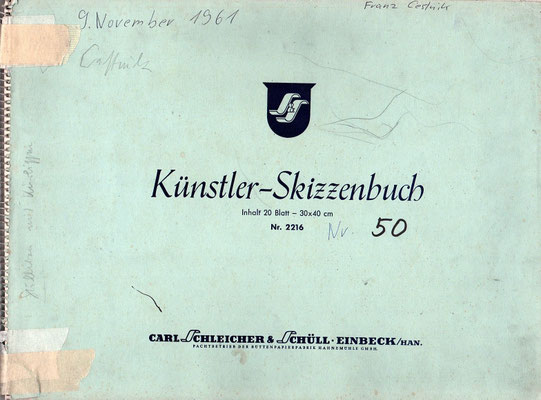 9. November 1961
Franz
Künstler-Skizzenbuch
Inhalt 20 Blatt – 30x40 cm
Nr. 2216
Nr. 50
CARL SCHLEICHER & SCHÜLL · EINBECK/HAN.
PACHTBETRIEB DER BÜTTENPAPIERFABRIK HAHNEMÜHLE GMBH.